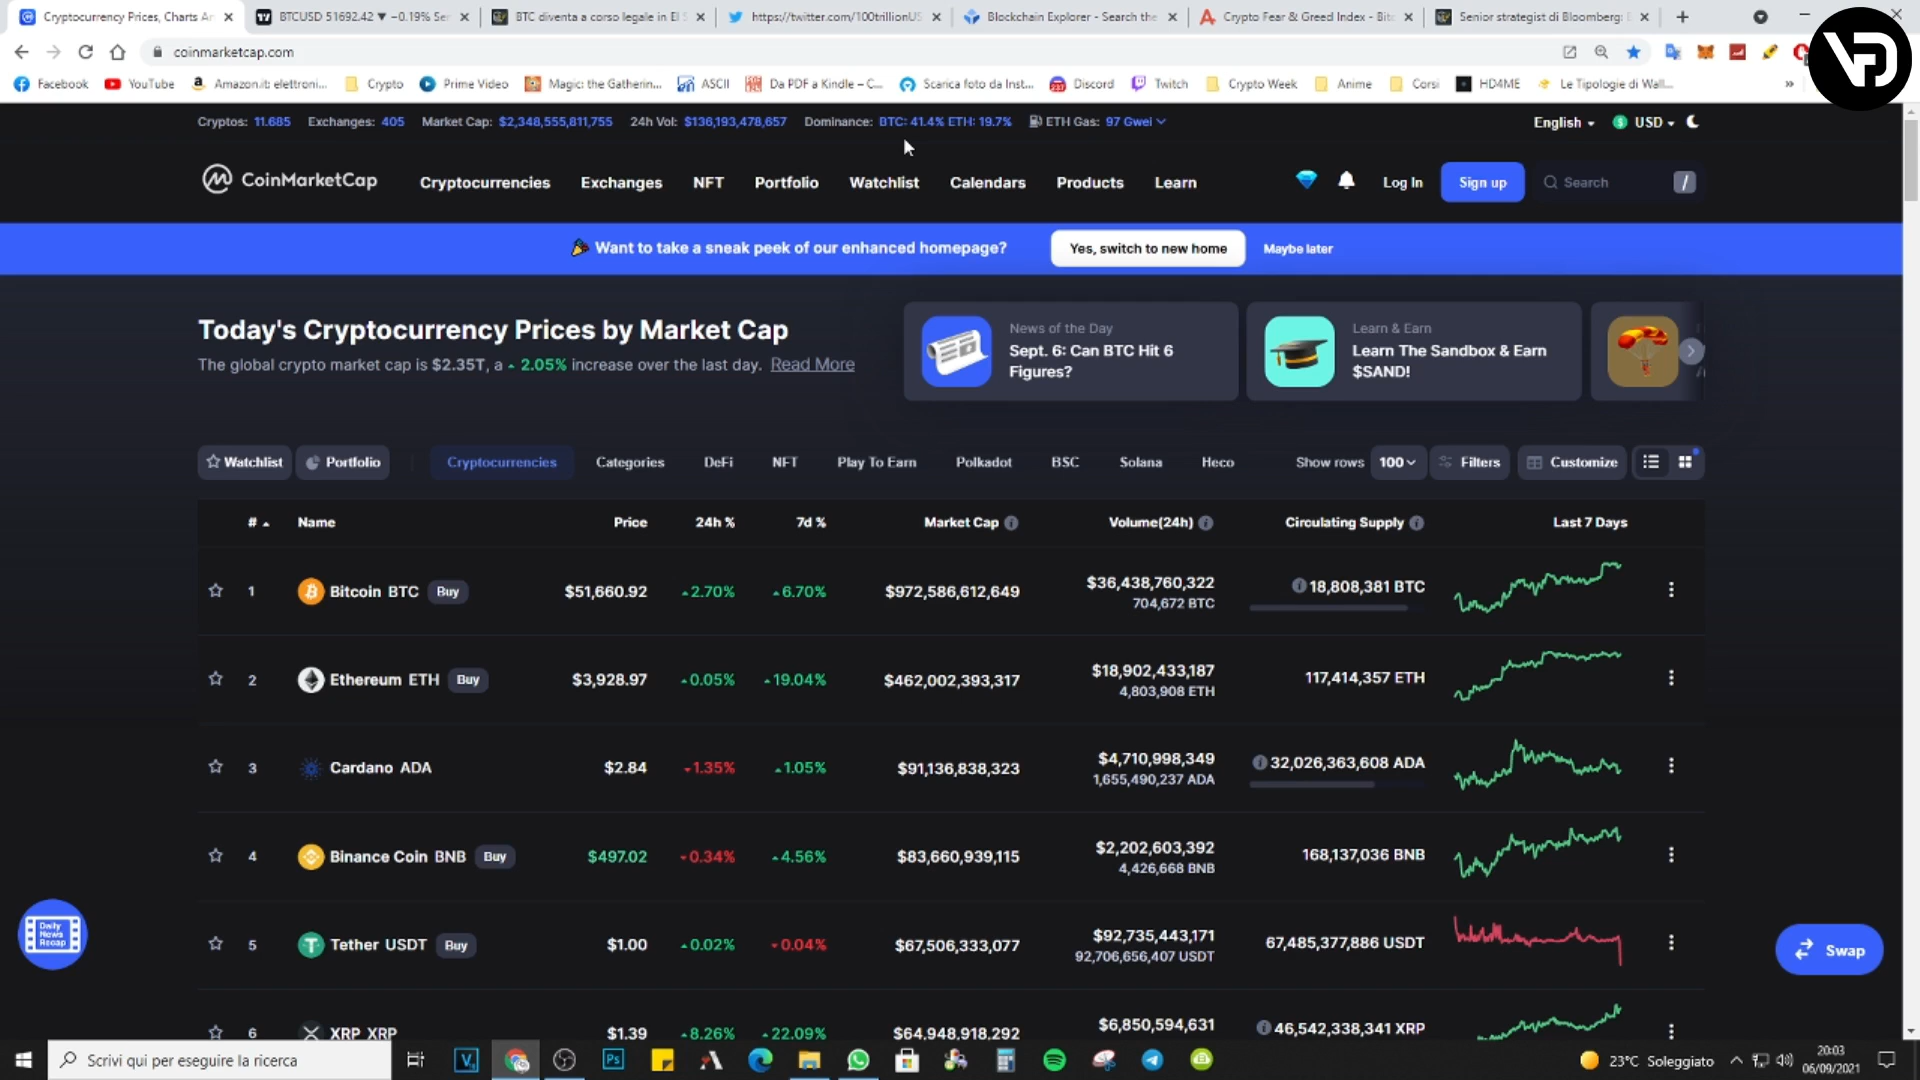 Cryptocurrency Prices, Charts Ar
BTCUSD 51692.42 ▼ −0.19% Ser
BTC diventa a corso legale in El S
https://twitter.com/100trillionUS
Blockchain Explorer - Search the
Crypto Fear & Greed Index - Bitc
Senior strategist di Bloomberg:
coinmarketcap.com
Facebook
YouTube
Amazon.it: elettroni...
Crypto
Prime Video
Magic: the Gatherin...
ASCII
Da PDF a Kindle – C...
Scarica foto da Inst...
Discord
Twitch
Crypto Week
Anime
Corsi
HD4ME
Le Tipologie di Wall...
»
Cryptos: 11.685 Exchanges: 405 Market Cap: $2,348,555,811,755 24h Vol: $136,193,478,657 Dominance: BTC: 41.4% ETH: 19.7% ETH Gas: 97 Gwei
English USD
CoinMarketCap
Cryptocurrencies Exchanges NFT Portfolio Watchlist Calendars Products Learn
Log In Sign up Search /
Want to take a sneak peek of our enhanced homepage? Yes, switch to new home Maybe later
Today's Cryptocurrency Prices by Market Cap
The global crypto market cap is $2.35T, a 2.05% increase over the last day. Read More
News of the Day
Sept. 6: Can BTC Hit 6
Figures?
Learn & Earn
Learn The Sandbox & Earn
$SAND!
Watchlist Portfolio Cryptocurrencies Categories DeFi NFT Play To Earn Polkadot BSC Solana Heco Show rows 100 Filters Customize
# Name Price 24h % 7d % Market Cap Volume(24h) Circulating Supply Last 7 Days
1 Bitcoin BTC Buy $51,660.92 2.70% 6.70% $972,586,612,649 $36,438,760,322 18,808,381 BTC
704,672 BTC
2 Ethereum ETH Buy $3,928.97 0.05% 19.04% $462,002,393,317 $18,902,433,187 117,414,357 ETH
4,803,908 ETH
3 Cardano ADA $2.84 1.35% 1.05% $91,136,838,323 $4,710,998,349 32,026,363,608 ADA
1,655,490,237 ADA
4 Binance Coin BNB Buy $497.02 0.34% 4.56% $83,660,939,115 $2,202,603,392 168,137,036 BNB
4,426,668 BNB
5 Tether USDT Buy $1.00 0.02% 0.04% $67,506,333,077 $92,735,443,171 67,485,377,886 USDT
92,706,656,407 USDT
6 XRP XRP $1.39 8.26% 22.09% $64,948,918,292 $6,850,594,631 46,542,338,341 XRP
Daily
News
Recap
Swap
Scrivi qui per eseguire la ricerca
Ps
23°C Soleggiato
20:03
06/09/2021